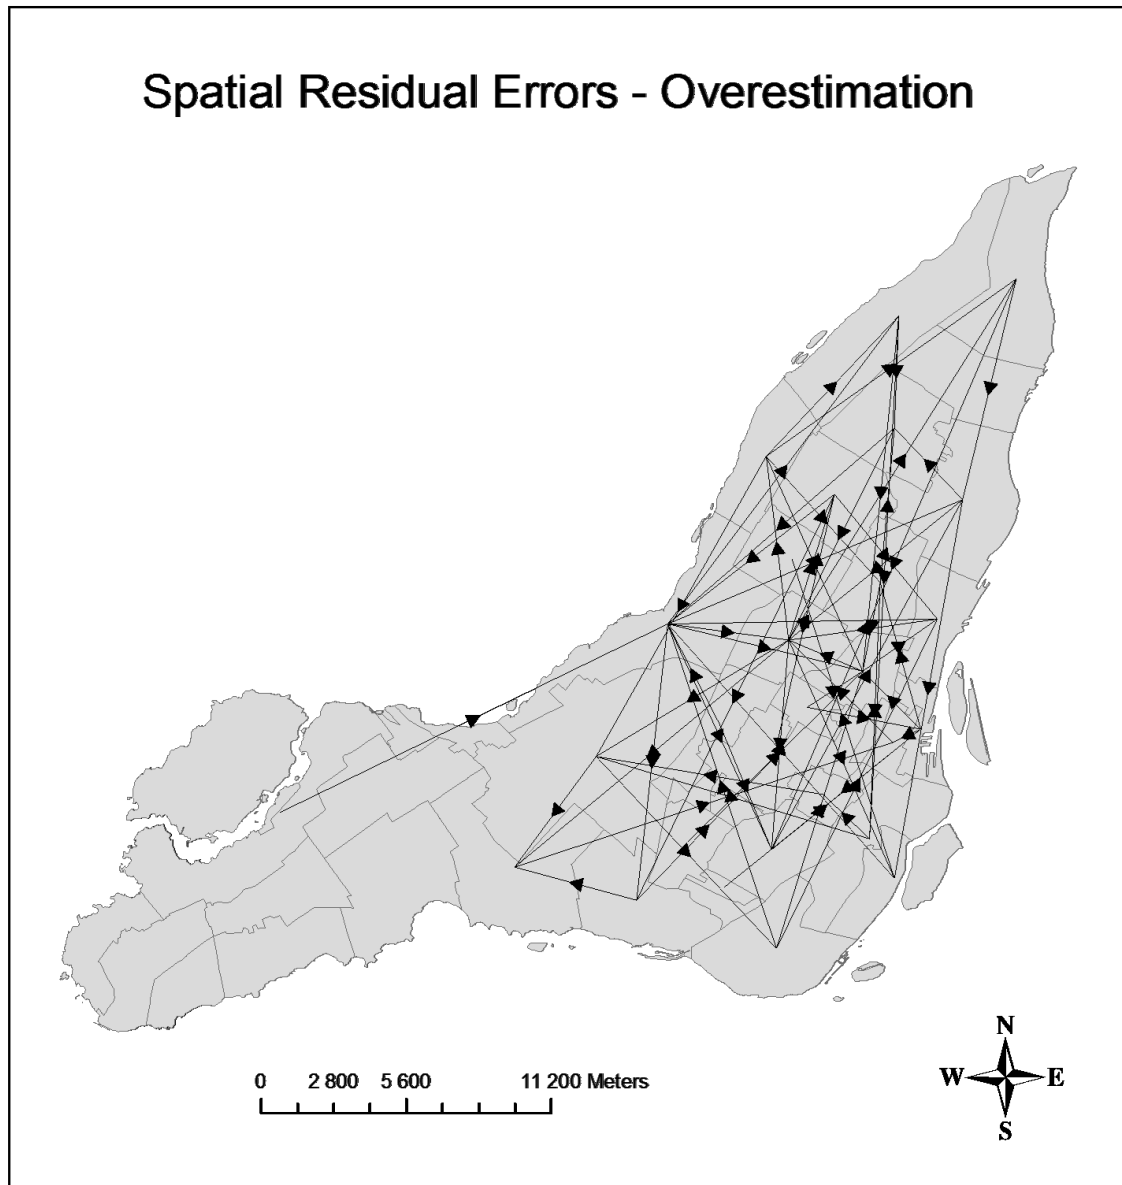 Spatial Residual Errors - Overestimation
N
W E
S
0 2 800 5 600 11 200 Meters